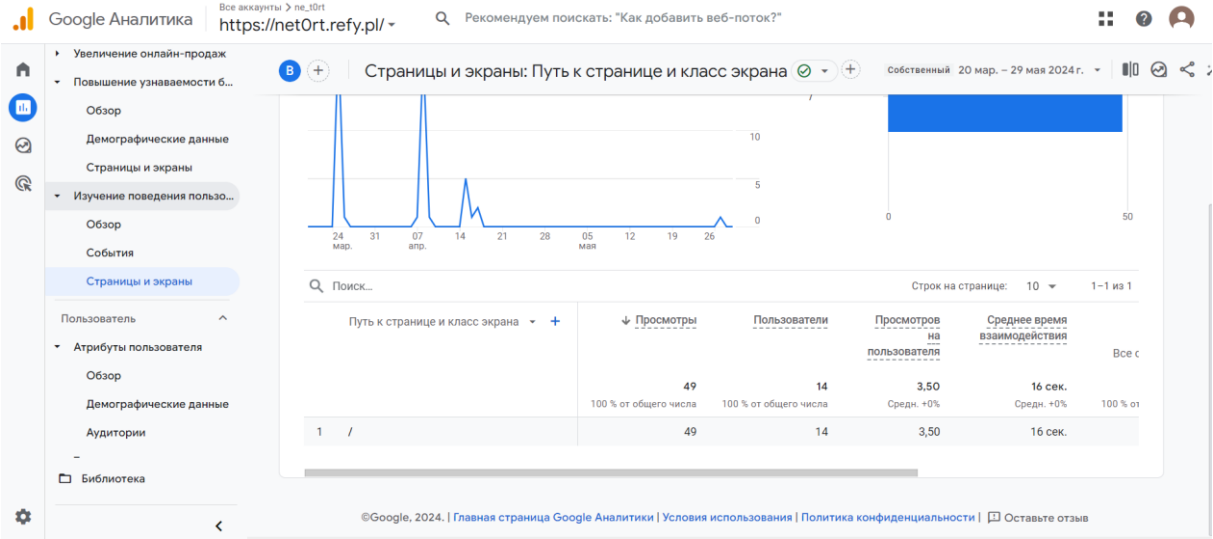 Google Аналитика
Все аккаунты > ne_t0rt
https://net0rt.refy.pl/
Рекомендуем поискать: "Как добавить веб-поток?"
Увеличение онлайн-продаж
Повышение узнаваемости б...
Обзор
Демографические данные
Страницы и экраны
Изучение поведения пользо...
Обзор
События
Страницы и экраны
Пользователь
Атрибуты пользователя
Обзор
Демографические данные
Аудитории
Библиотека
B
Страницы и экраны: Путь к странице и класс экрана
Собственный 20 мар. – 29 мая 2024 г.
10
5
0
24 мар.
31
07 апр.
14
21
28
05 мая
12
19
26
/
0
50
Поиск...
Строк на странице: 10
1–1 из 1
Путь к странице и класс экрана
Просмотры
Пользователи
Просмотров на пользователя
Среднее время взаимодействия
49
14
3,50
16 сек.
100 % от общего числа
100 % от общего числа
Средн. +0%
Средн. +0%
1 / 49 14 3,50 16 сек.
©Google, 2024. | Главная страница Google Аналитики | Условия использования | Политика конфиденциальности | Оставьте отзыв